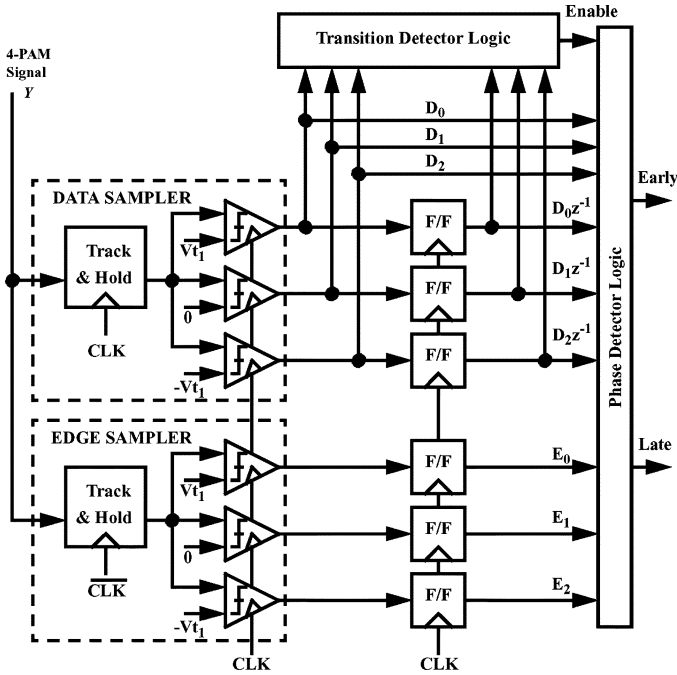 Enable
Transition Detector Logic
4-PAM
Signal
Y
D0
D1
D2
Early
DATA SAMPLER
Track
& Hold
CLK
Vt1
0
-Vt1
F/F
F/F
F/F
D0z-1
D1z-1
D2z-1
Phase Detector Logic
Late
EDGE SAMPLER
Track
& Hold
CLK
Vt1
0
-Vt1
F/F
F/F
F/F
E0
E1
E2
CLK
CLK